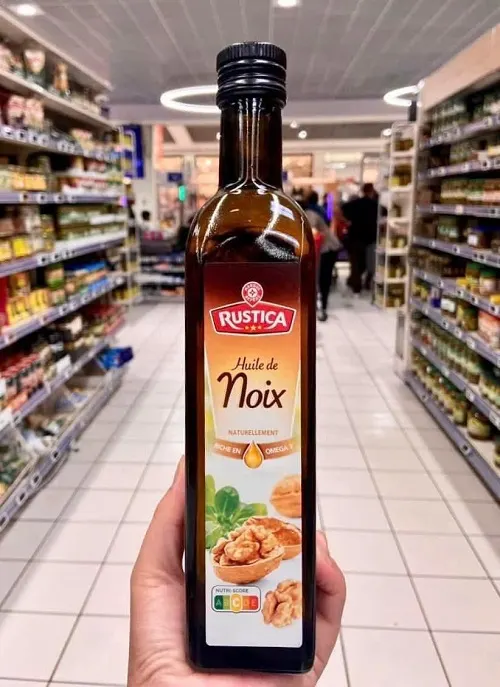 RUSTICA
Huile de
Noix
NATURELLEMENT
RICHE EN OMEGA 3
NUTRI-SCORE
A B C D E